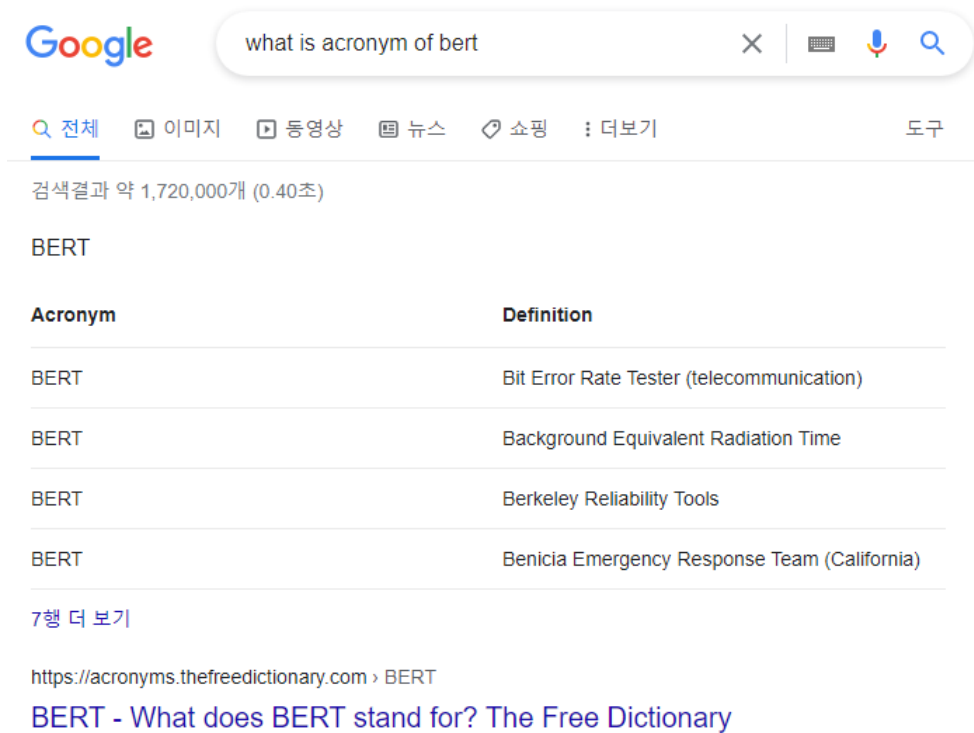 Google what is acronym of bert
전체 이미지 동영상 뉴스 쇼핑 더보기 도구
검색결과 약 1,720,000개 (0.40초)
BERT
Acronym Definition
BERT Bit Error Rate Tester (telecommunication)
BERT Background Equivalent Radiation Time
BERT Berkeley Reliability Tools
BERT Benicia Emergency Response Team (California)
7행 더 보기
https://acronyms.thefreedictionary.com › BERT
BERT - What does BERT stand for? The Free Dictionary